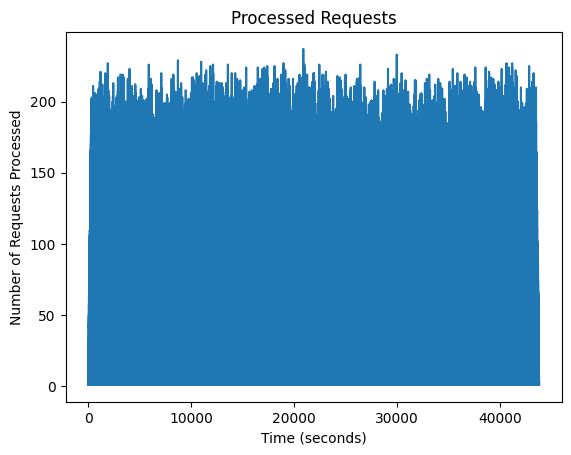 Processed Requests
Number of Requests Processed
200
150
100
50
0
0 10000 20000 30000 40000
Time (seconds)